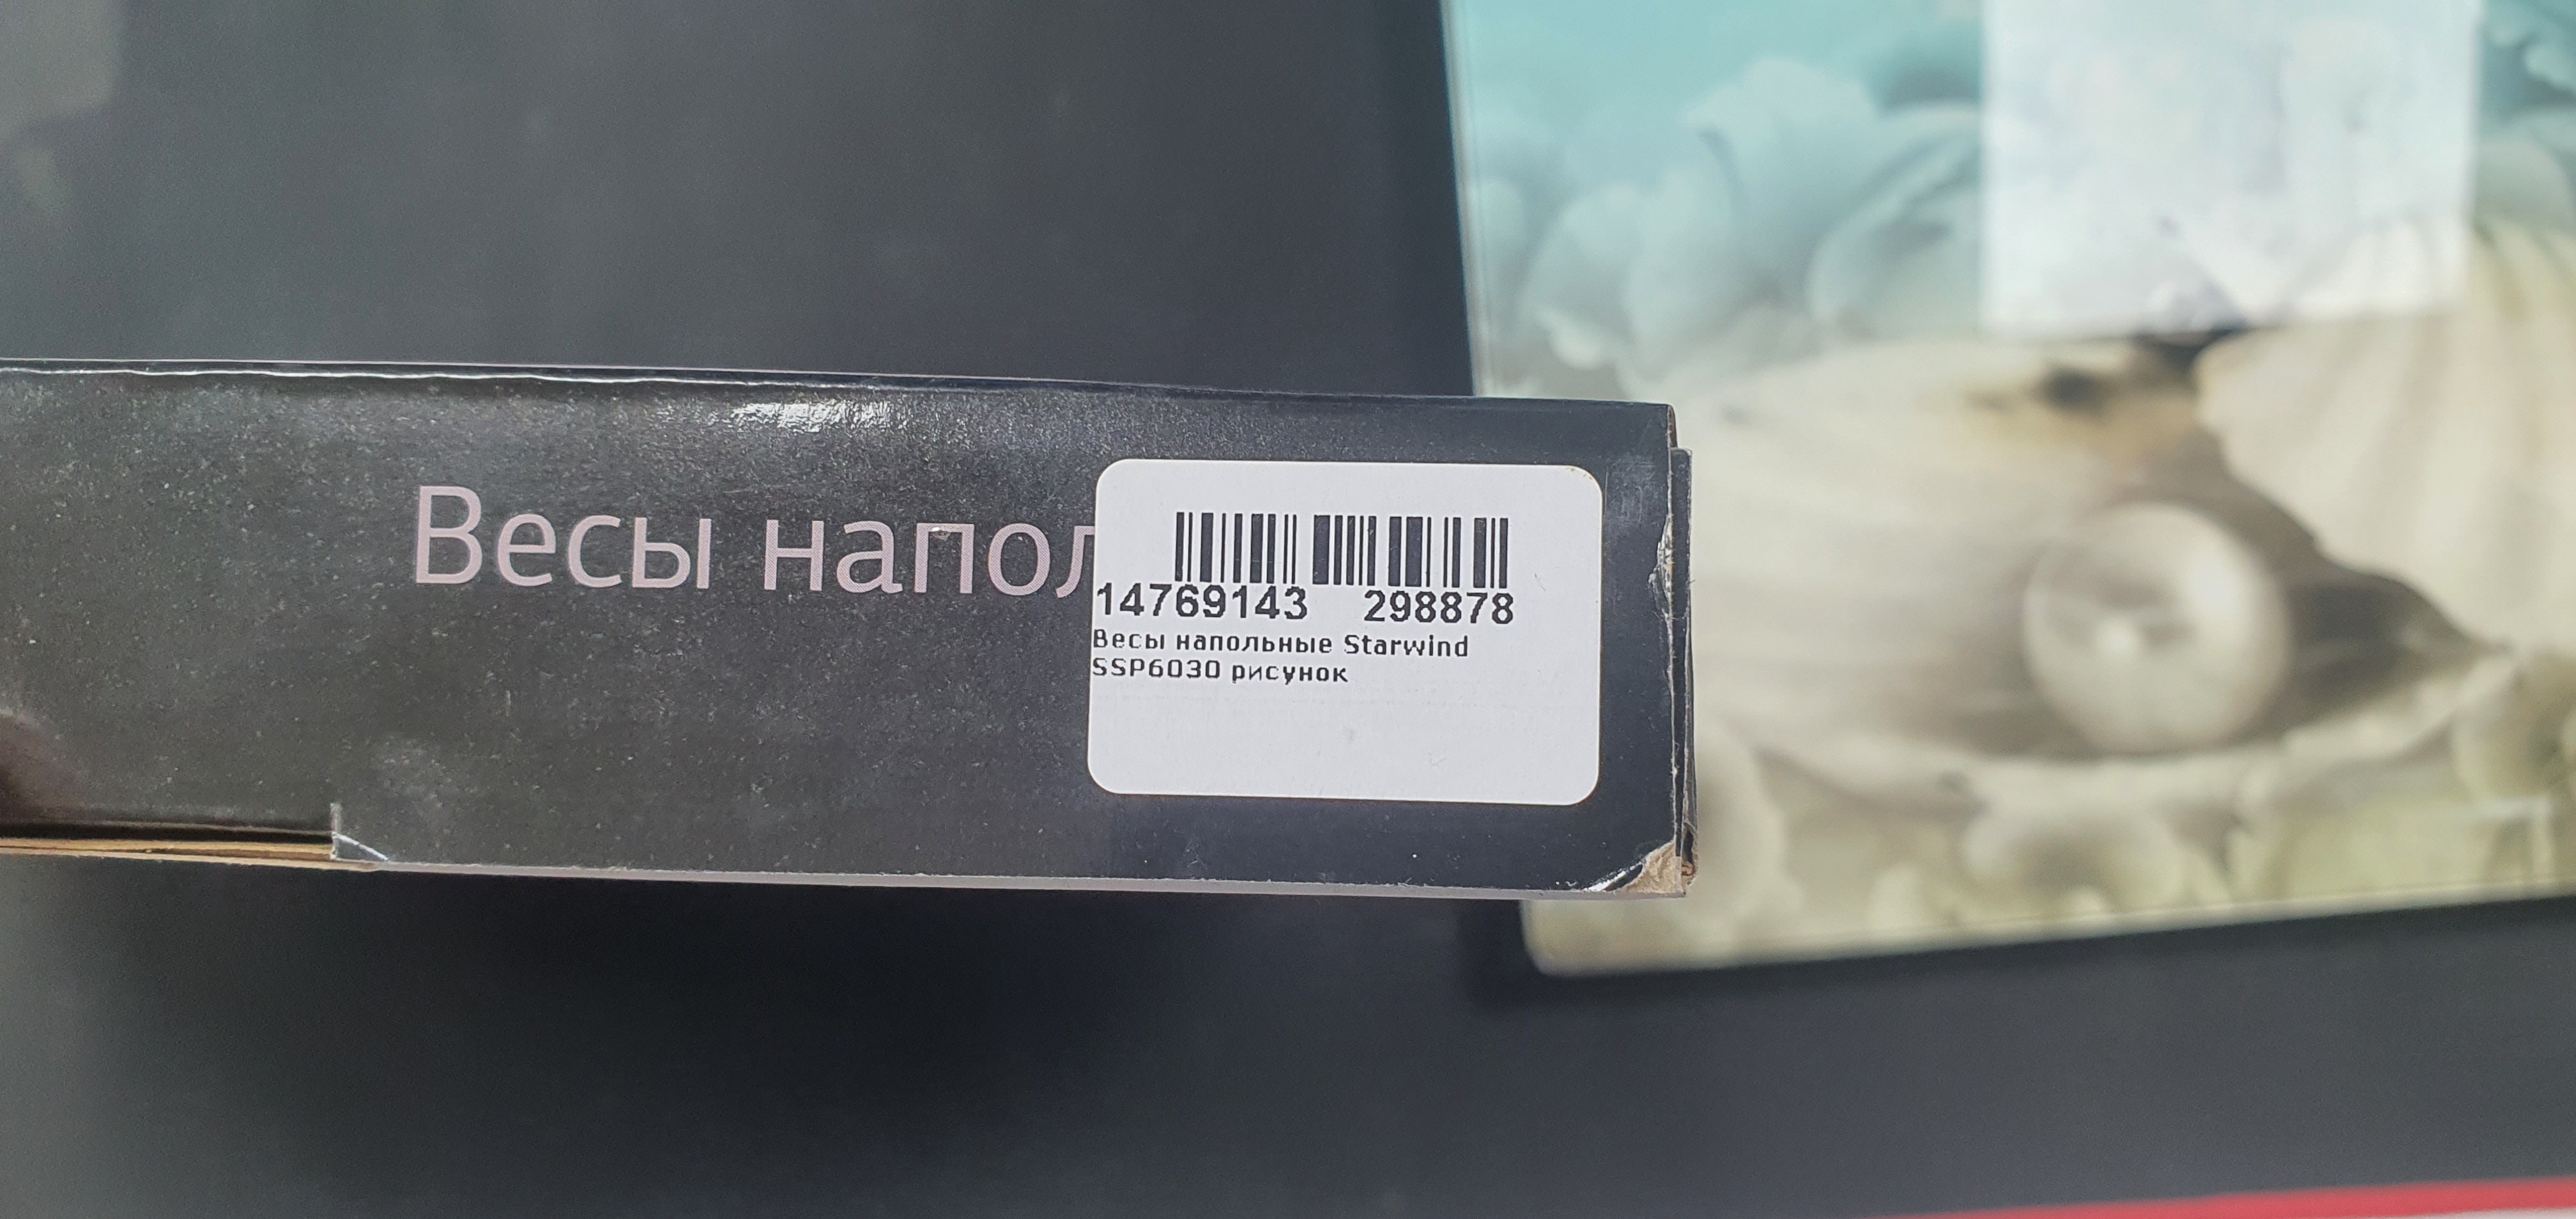 Весы напол
14769143 298878
Весы напольные Starwind
SSP6030 рисунок